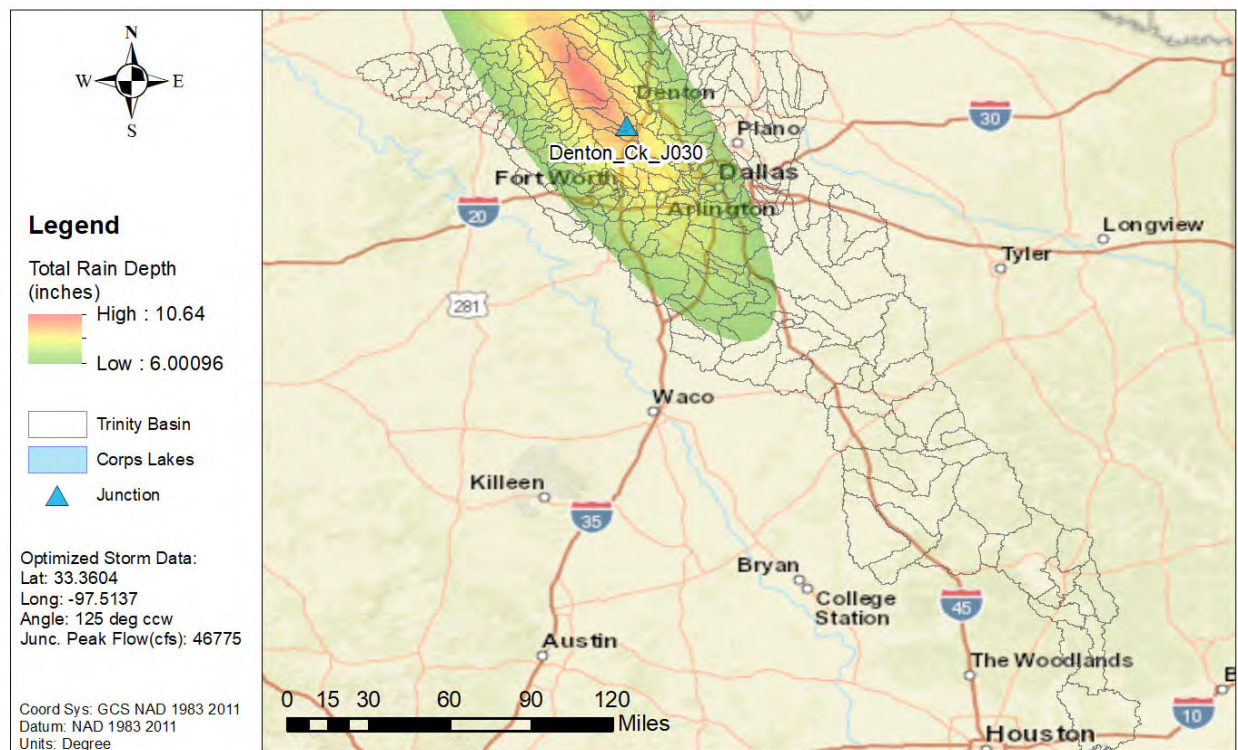 N
W
E
S
Legend
Total Rain Depth
(inches)
High : 10.64
Low : 6.00096
Trinity Basin
Corps Lakes
Junction
Optimized Storm Data:
Lat: 33.3604
Long: -97.5137
Angle: 125 deg ccw
Junc. Peak Flow(cfs): 46775
Coord Sys: GCS NAD 1983 2011
Datum: NAD 1983 2011
Units: Degree
Denton
30
Plano
Denton_Ck_J030
Fort Worth
Dallas
20
Arlington
Longview
Tyler
281
Waco
Killeen
35
Bryan
College
Station
45
Austin
The Woodlands
10
Houston
0 15 30 60 90 120
Miles